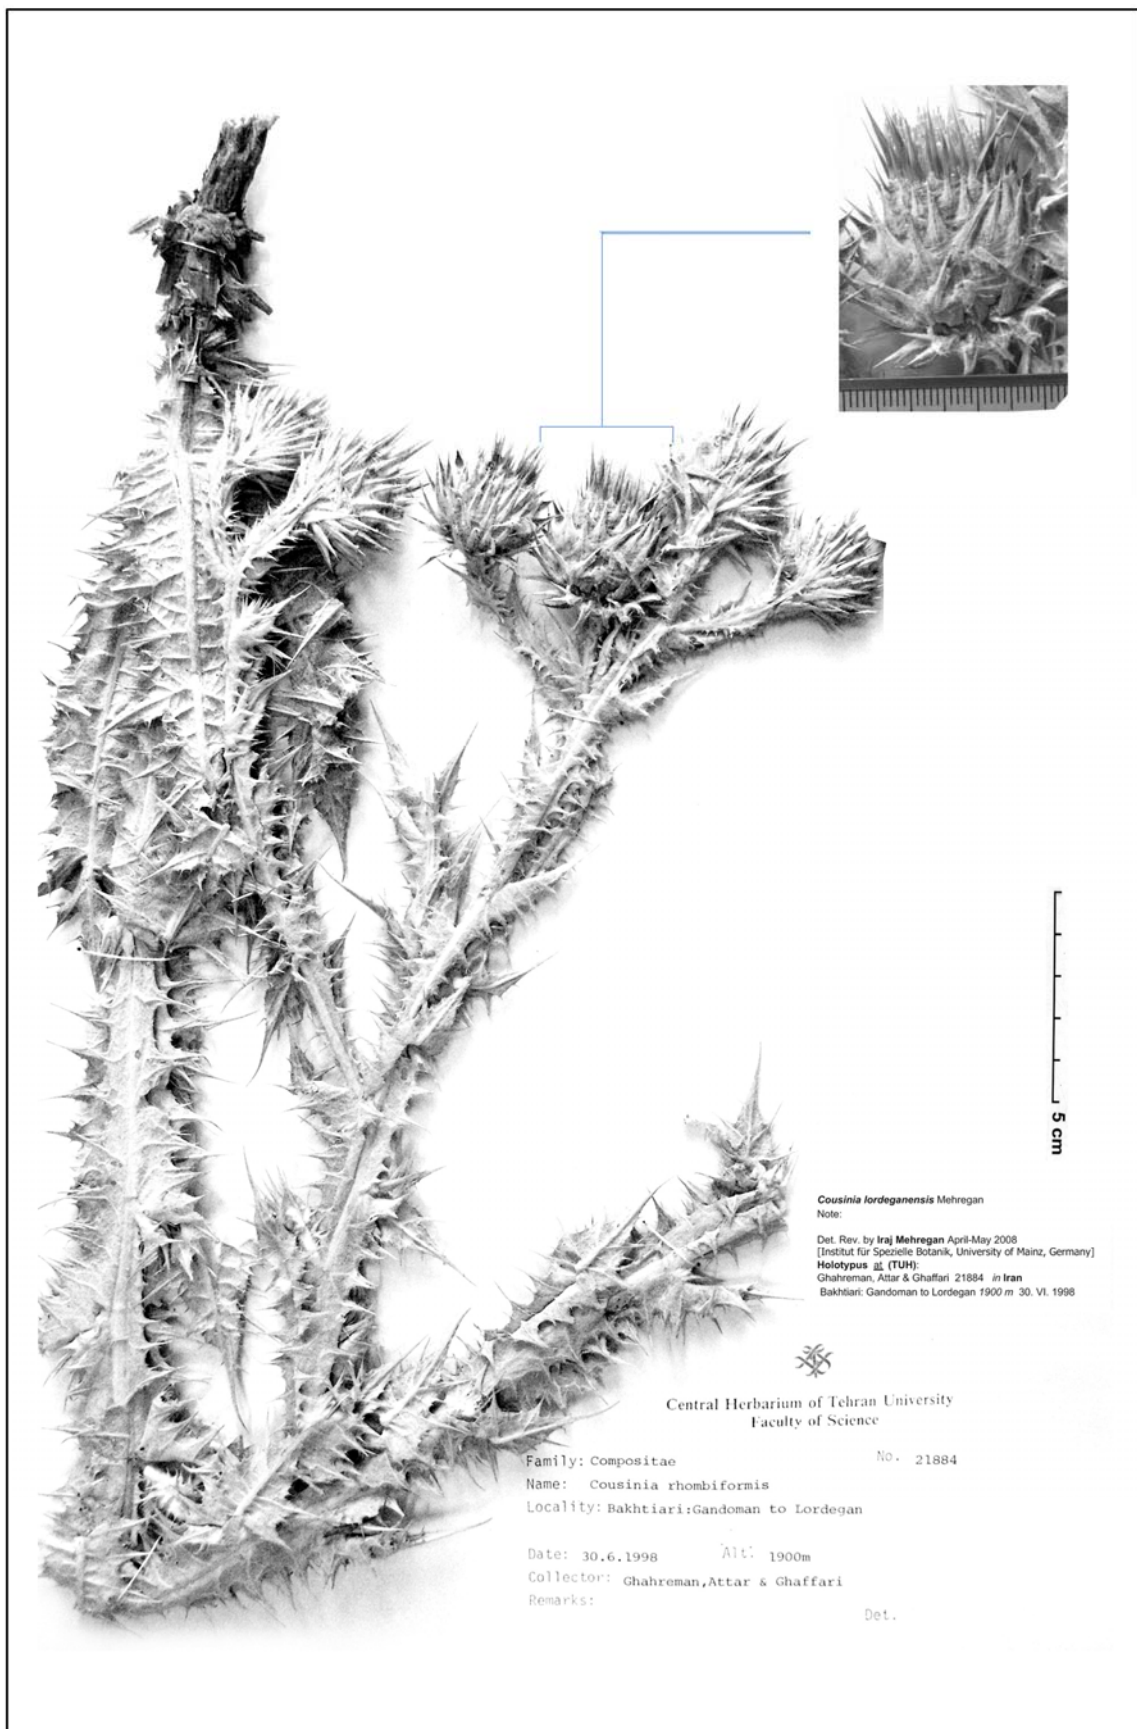 5 cm
Cousinia lordeganensis Mehregan
Note:
Det. Rev. by Iraj Mehregan April-May 2008
[Institut für Spezielle Botanik, University of Mainz, Germany]
Holotypus at (TUH):
Ghahreman, Attar & Ghaffari 21884 in Iran
Bakhtiari: Gandoman to Lordegan 1900 m 30. VI. 1998
Central Herbarium of Tehran University
Faculty of Science
Family: Compositae No. 21884
Name: Cousinia rhombiformis
Locality: Bakhtiari:Gandoman to Lordegan
Date: 30.6.1998 Alt: 1900m
Collector: Ghahreman,Attar & Ghaffari
Remarks:
Det.